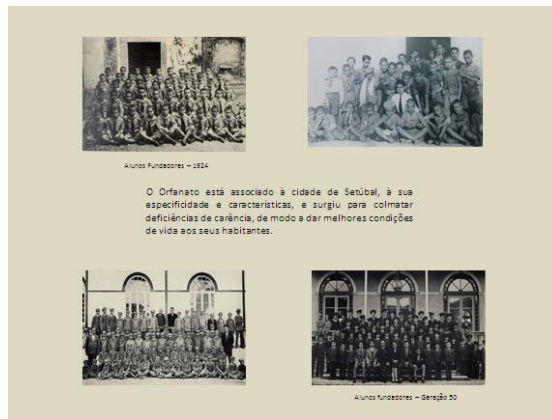 Alunos Fundadores – 1924
O Orfanato está associado à cidade de Setúbal, à sua
especificidade e características, e surgiu para colmatar
deficiências de carência, de modo a dar melhores condições
de vida aos seus habitantes.
Alunos fundadores – Geração 30